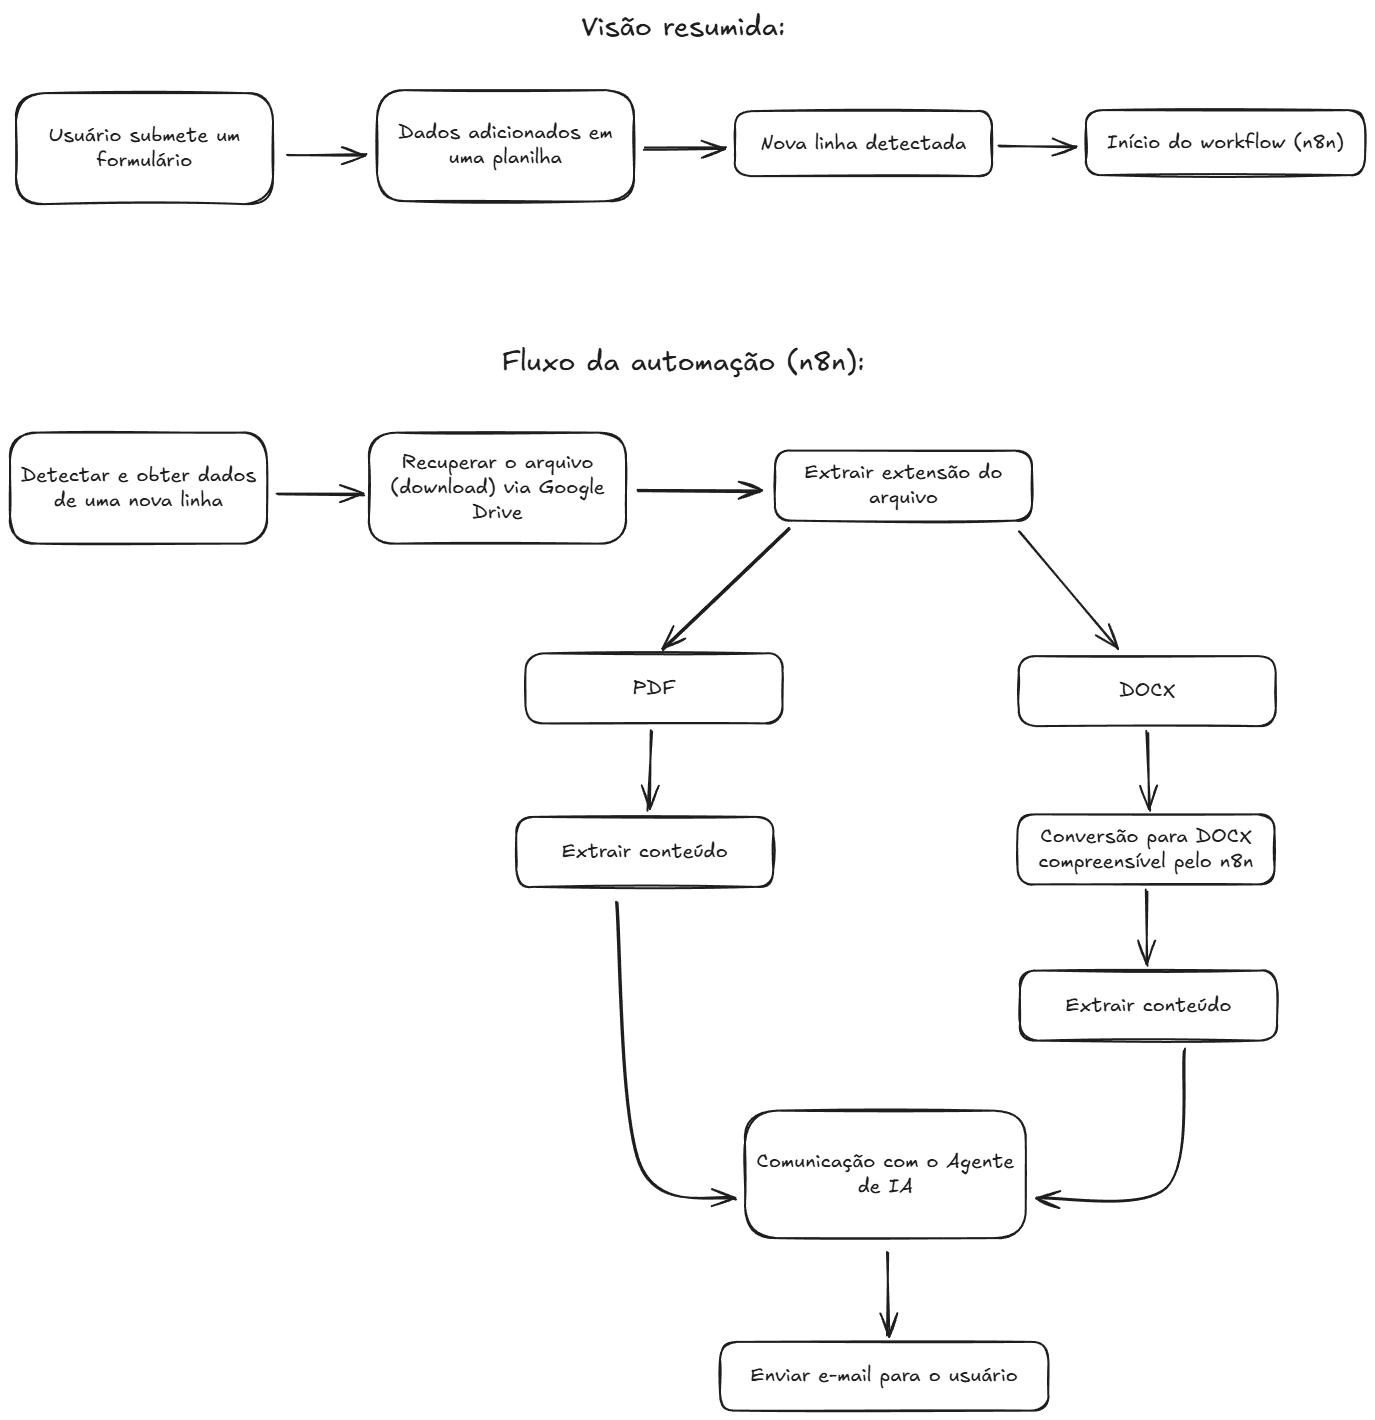 Visão resumida:
Usuário submete um
formulário
Dados adicionados em
uma planilha
Nova linha detectada
Início do workflow (n8n)
Fluxo da automação (n8n):
Detectar e obter dados
de uma nova linha
Recuperar o arquivo
(download) via Google
Drive
Extrair extensão do
arquivo
PDF
DOCX
Extrair conteúdo
Conversão para DOCX
compreensível pelo n8n
Extrair conteúdo
Comunicação com o Agente
de IA
Enviar e-mail para o usuário